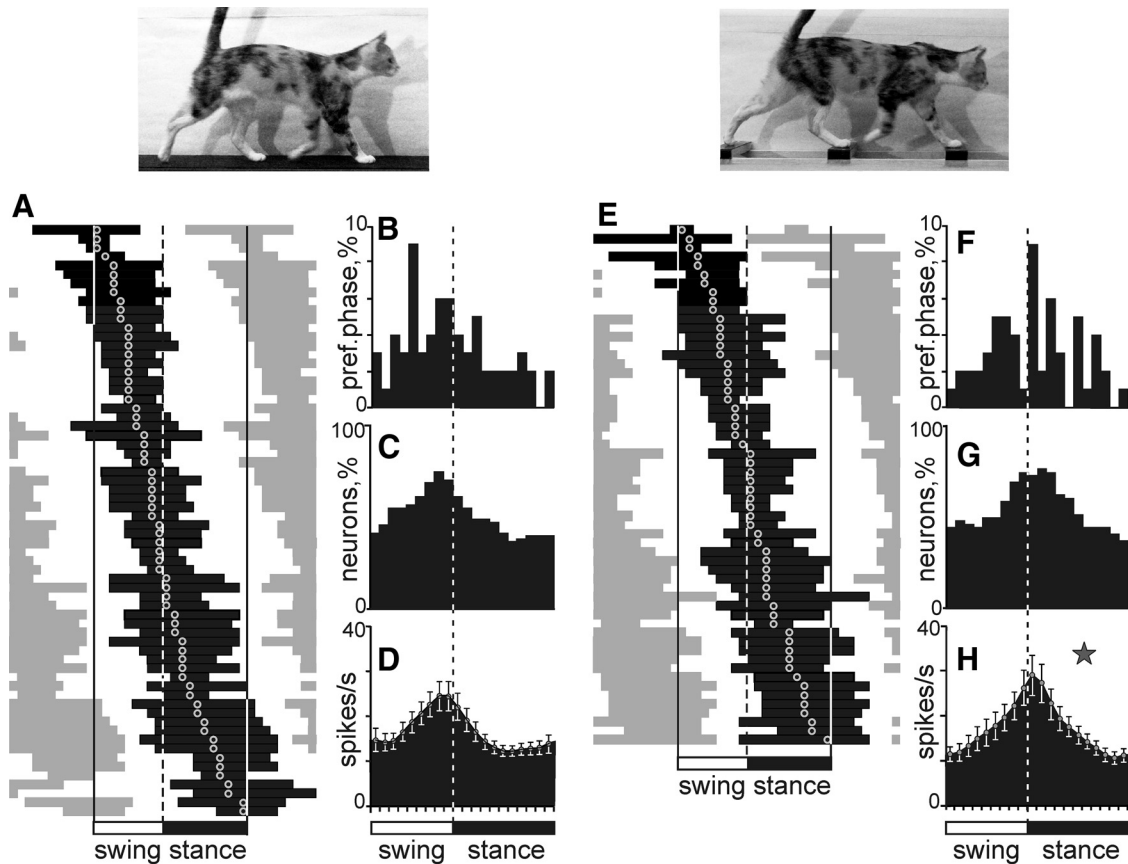 A
swing stance
B
pref.phase, %
10
0
C
neurons, %
100
0
D
spikes/s
40
0
swing stance
E
swing stance
F
pref.phase, %
10
0
G
neurons, %
100
0
H
spikes/s
40
0
swing stance